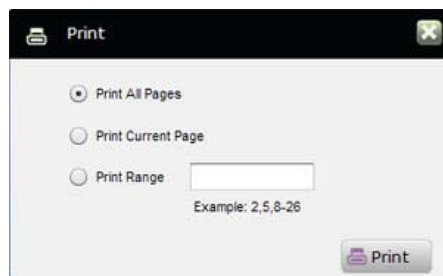 Print
Print All Pages
Print Current Page
Print Range
Example: 2,5,8-26
Print